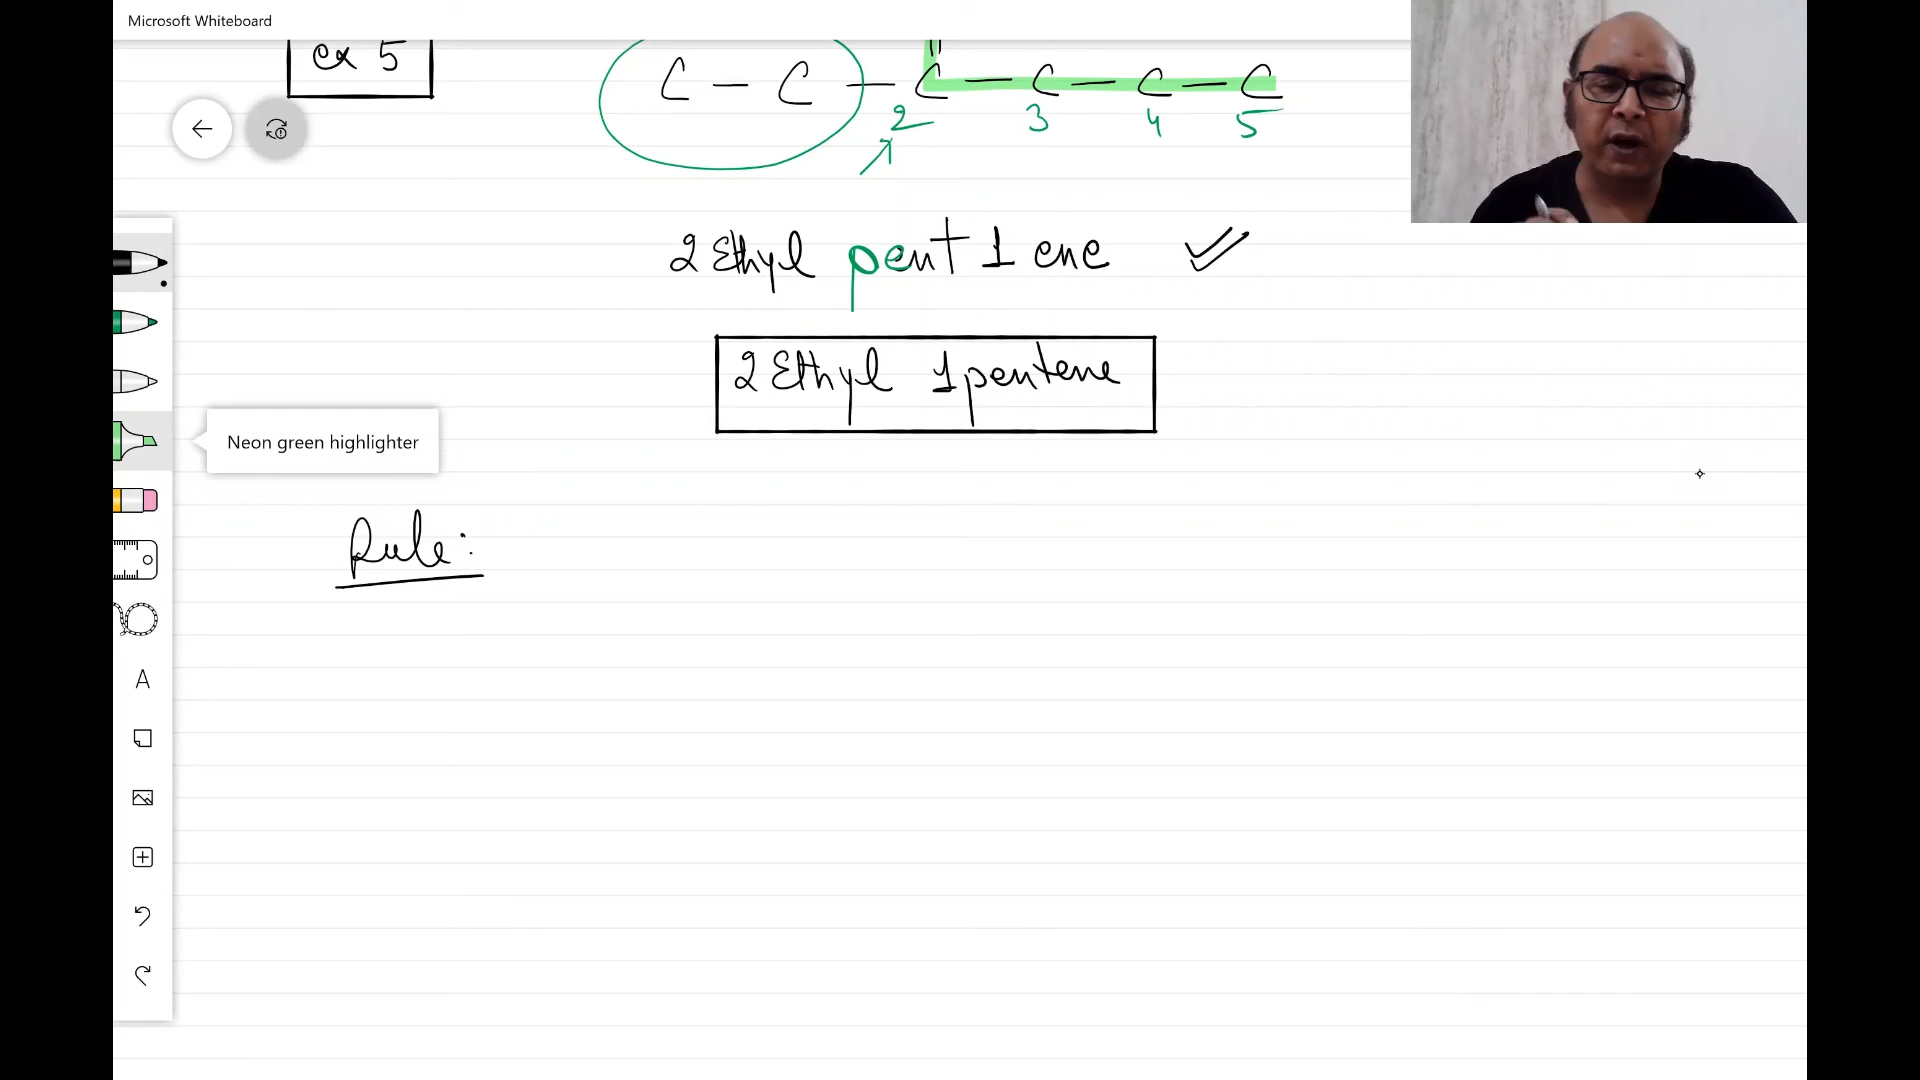 Microsoft Whiteboard
ex 5
C - C - C - C - C - C
2 3 4 5
2 Ethyl pent 1 ene
2 Ethyl 1 pentene
Neon green highlighter
Rule:
A